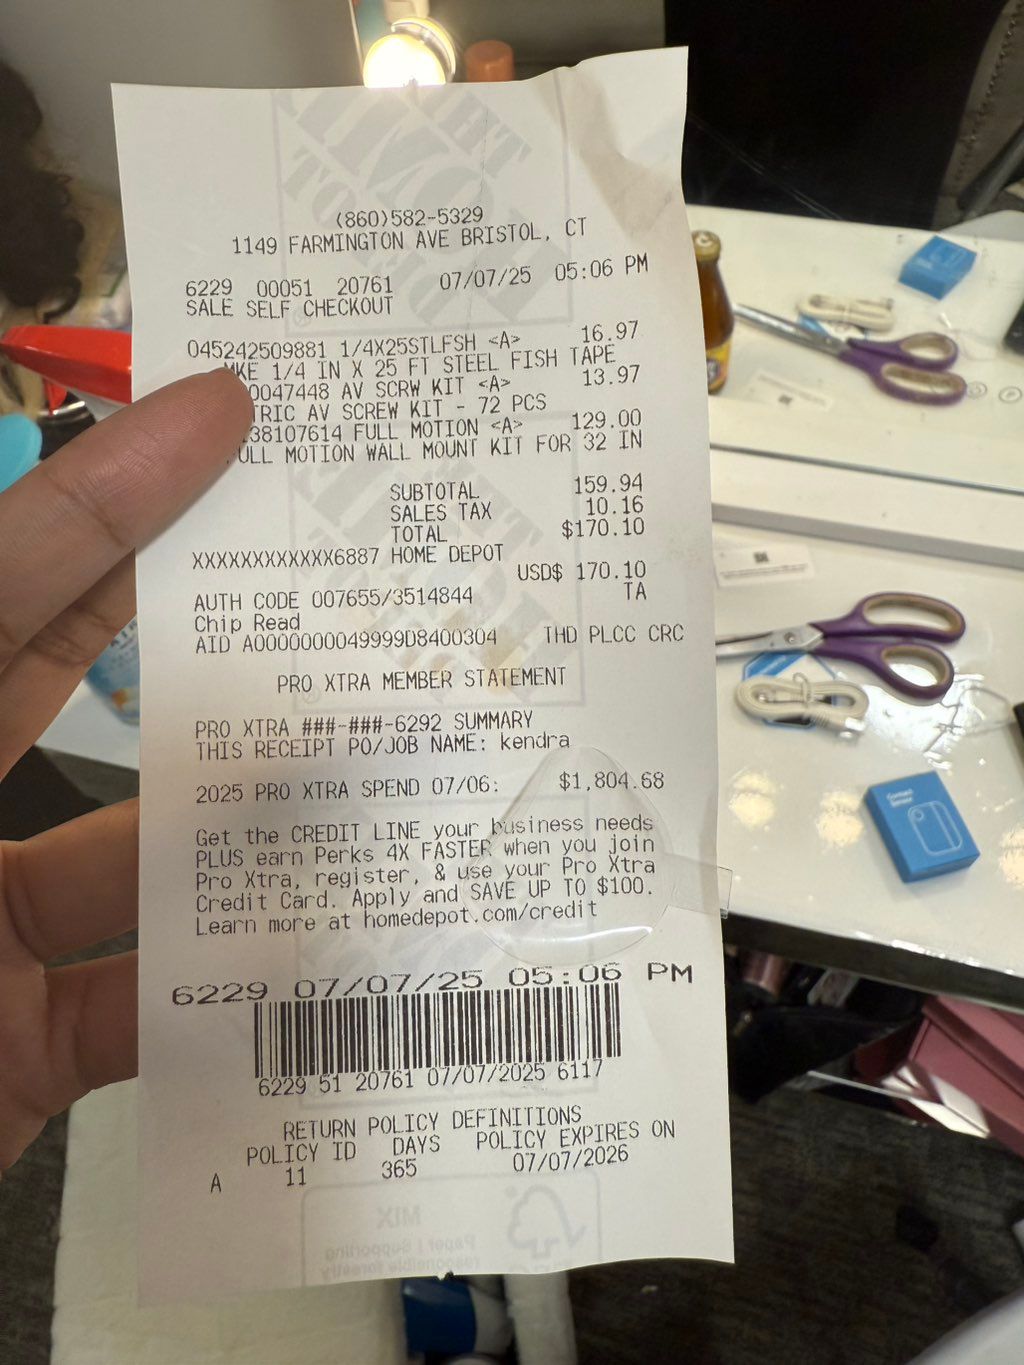 (860)582-5329
1149 FARMINGTON AVE BRISTOL, CT
6229 00051 20761 07/07/25 05:06 PM
SALE SELF CHECKOUT
045242509881 1/4X25STLFSH <A> 16.97
MKE 1/4 IN X 25 FT STEEL FISH TAPE
0047448 AV SCRW KIT <A> 13.97
TRIC AV SCREW KIT - 72 PCS
38107614 FULL MOTION <A> 129.00
ULL MOTION WALL MOUNT KIT FOR 32 IN
SUBTOTAL 159.94
SALES TAX 10.16
TOTAL $170.10
XXXXXXXXXXXX6887 HOME DEPOT
USD$ 170.10
AUTH CODE 007655/3514844 TA
Chip Read
AID A0000000049999D8400304 THD PLCC CRC
PRO XTRA MEMBER STATEMENT
PRO XTRA ###-###-6292 SUMMARY
THIS RECEIPT PO/JOB NAME: kendra
2025 PRO XTRA SPEND 07/06: $1,804.68
Get the CREDIT LINE your business needs
PLUS earn Perks 4X FASTER when you join
Pro Xtra, register, & use your Pro Xtra
Credit Card. Apply and SAVE UP TO $100.
Learn more at homedepot.com/credit
6229 07/07/25 05:06 PM
6229 51 20761 07/07/2025 6117
RETURN POLICY DEFINITIONS
POLICY ID DAYS POLICY EXPIRES ON
A 11 365 07/07/2026
MIX
Paper | Supporting
responsible forestry
Contact
Sensor